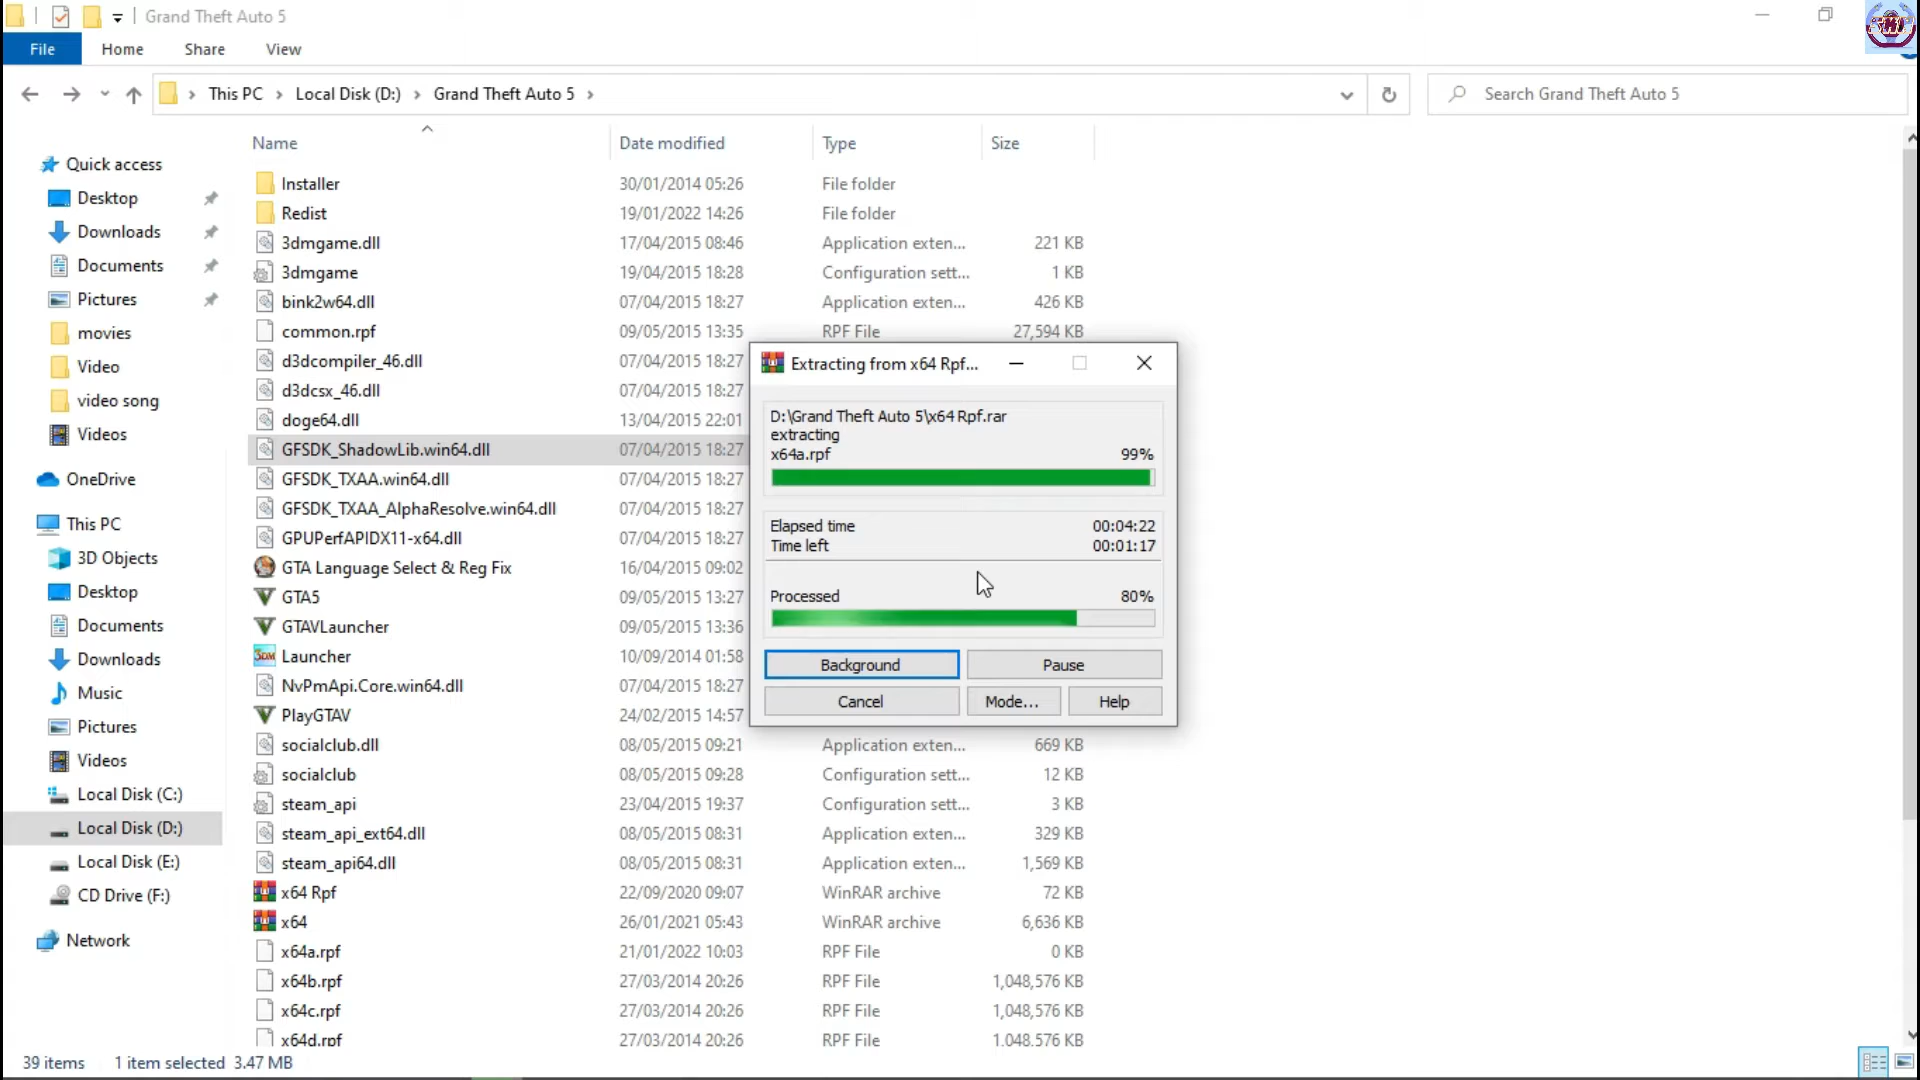 Grand Theft Auto 5
File Home Share View
This PC Local Disk (D:) Grand Theft Auto 5
Search Grand Theft Auto 5
Quick access
Desktop
Downloads
Documents
Pictures
movies
Video
video song
Videos
OneDrive
This PC
3D Objects
Desktop
Documents
Downloads
Music
Pictures
Videos
Local Disk (C:)
Local Disk (D:)
Local Disk (E:)
CD Drive (F:)
Network
Name Date modified Type Size
Installer 30/01/2014 05:26 File folder
Redist 19/01/2022 14:26 File folder
3dmgame.dll 17/04/2015 08:46 Application exten... 221 KB
3dmgame 19/04/2015 18:28 Configuration sett... 1 KB
bink2w64.dll 07/04/2015 18:27 Application exten... 426 KB
common.rpf 09/05/2015 13:35 RPF File 27,594 KB
d3dcompiler_46.dll 07/04/2015 18:27
d3dcsx_46.dll 07/04/2015 18:27
doge64.dll 13/04/2015 22:01
GFSDK_ShadowLib.win64.dll 07/04/2015 18:27
GFSDK_TXAA.win64.dll 07/04/2015 18:27
GFSDK_TXAA_AlphaResolve.win64.dll 07/04/2015 18:27
GPUPerfAPIDX11-x64.dll 07/04/2015 18:27
GTA Language Select & Reg Fix 16/04/2015 09:02
GTA5 09/05/2015 13:27
GTAVLauncher 09/05/2015 13:36
Launcher 10/09/2014 01:58
NvPmApi.Core.win64.dll 07/04/2015 18:27
PlayGTAV 24/02/2015 14:57
socialclub.dll 08/05/2015 09:21 Application exten... 669 KB
socialclub 08/05/2015 09:28 Configuration sett... 12 KB
steam_api 23/04/2015 19:37 Configuration sett... 3 KB
steam_api_ext64.dll 08/05/2015 08:31 Application exten... 329 KB
steam_api64.dll 08/05/2015 08:31 Application exten... 1,569 KB
x64 Rpf 22/09/2020 09:07 WinRAR archive 72 KB
x64 26/01/2021 05:43 WinRAR archive 6,636 KB
x64a.rpf 21/01/2022 10:03 RPF File 0 KB
x64b.rpf 27/03/2014 20:26 RPF File 1,048,576 KB
x64c.rpf 27/03/2014 20:26 RPF File 1,048,576 KB
x64d.rpf 27/03/2014 20:26 RPF File 1,048,576 KB
Extracting from x64 Rpf...
D:\Grand Theft Auto 5\x64 Rpf.rar
extracting
x64a.rpf 99%
Elapsed time 00:04:22
Time left 00:01:17
Processed 80%
Background Pause
Cancel Mode... Help
39 items 1 item selected 3.47 MB